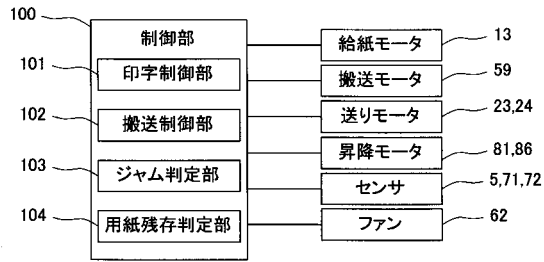 100
制御部
101
印字制御部
102
搬送制御部
103
ジャム判定部
104
用紙残存判定部
給紙モータ
13
搬送モータ
59
送りモータ
23,24
昇降モータ
81,86
センサ
5,71,72
ファン
62